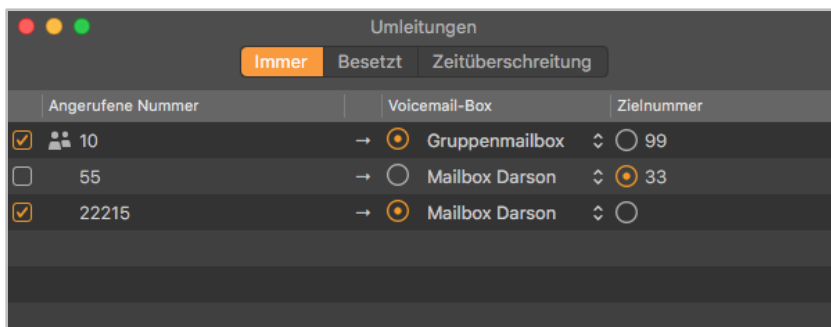 Umleitungen
Immer Besetzt Zeitüberschreitung
Angerufene Nummer Voicemail-Box Zielnummer
10 → Gruppenmailbox 99
55 → Mailbox Darson 33
22215 → Mailbox Darson